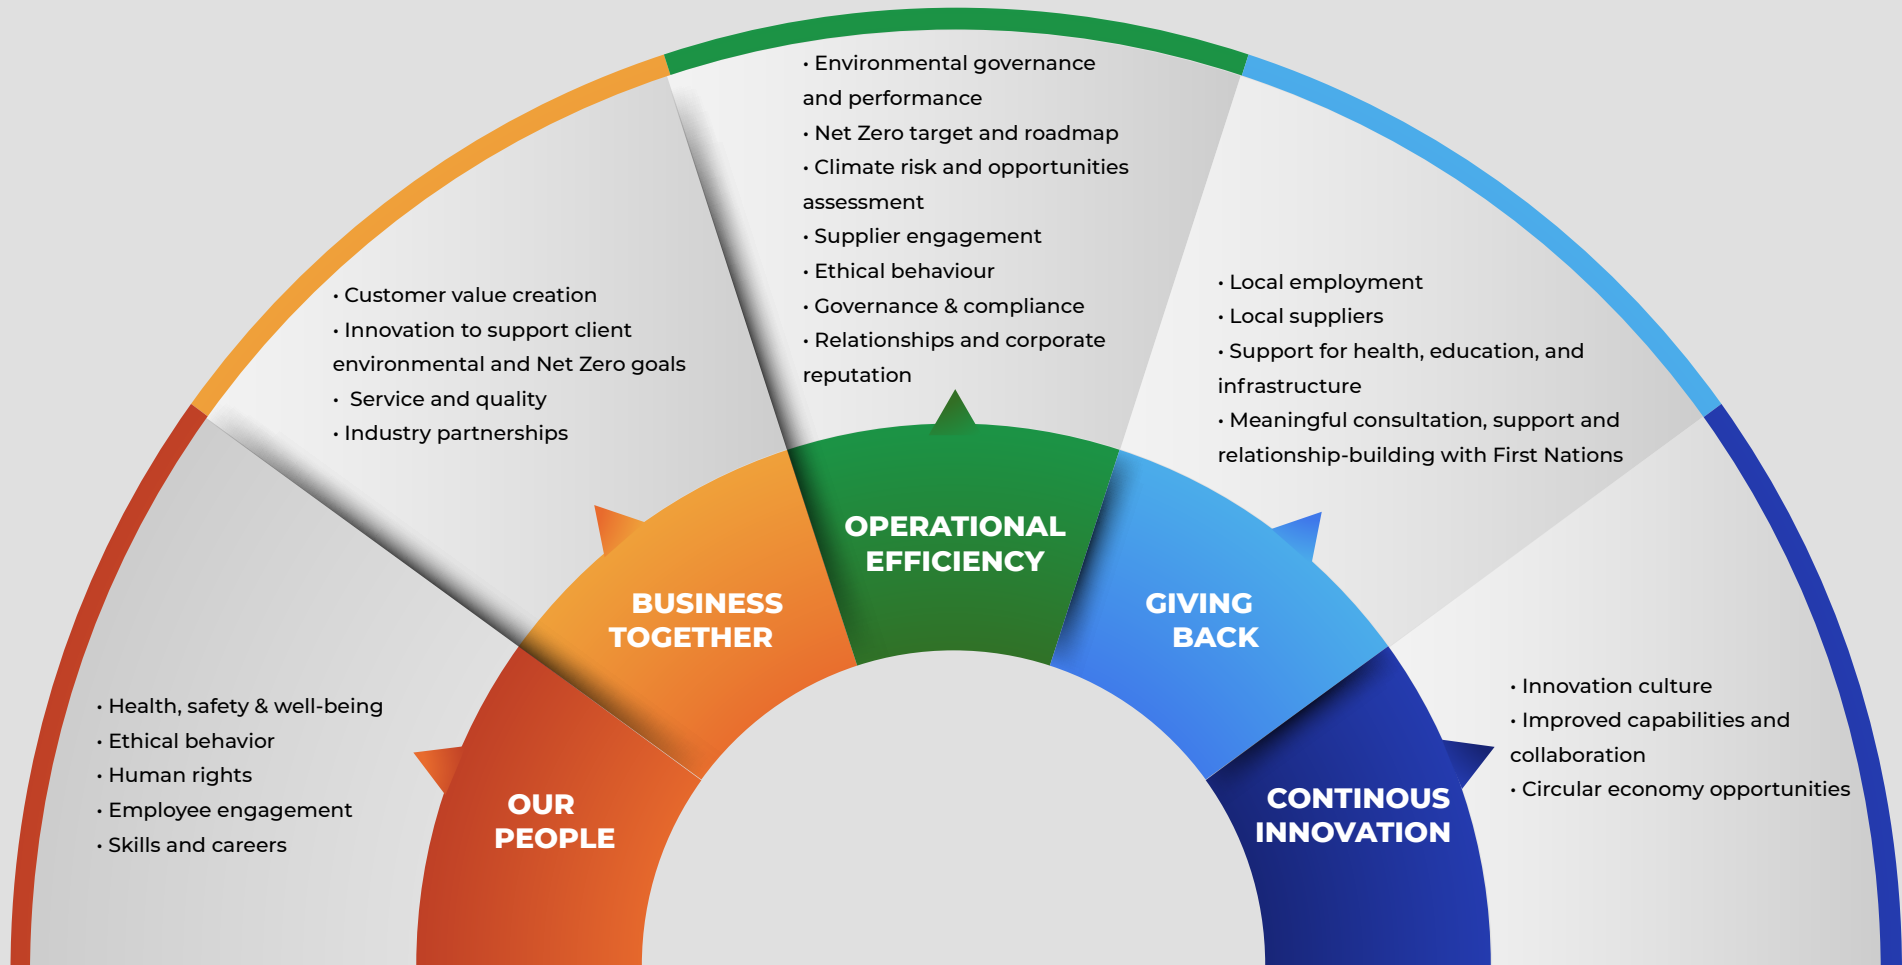 • Health, safety & well-being
• Ethical behavior
• Human rights
• Employee engagement
• Skills and careers
OUR
PEOPLE
• Customer value creation
• Innovation to support client
environmental and Net Zero goals
• Service and quality
• Industry partnerships
BUSINESS
TOGETHER
• Environmental governance
and performance
• Net Zero target and roadmap
• Climate risk and opportunities
assessment
• Supplier engagement
• Ethical behaviour
• Governance & compliance
• Relationships and corporate
reputation
OPERATIONAL
EFFICIENCY
• Local employment
• Local suppliers
• Support for health, education, and
infrastructure
• Meaningful consultation, support and
relationship-building with First Nations
GIVING
BACK
• Innovation culture
• Improved capabilities and
collaboration
• Circular economy opportunities
CONTINOUS
INNOVATION